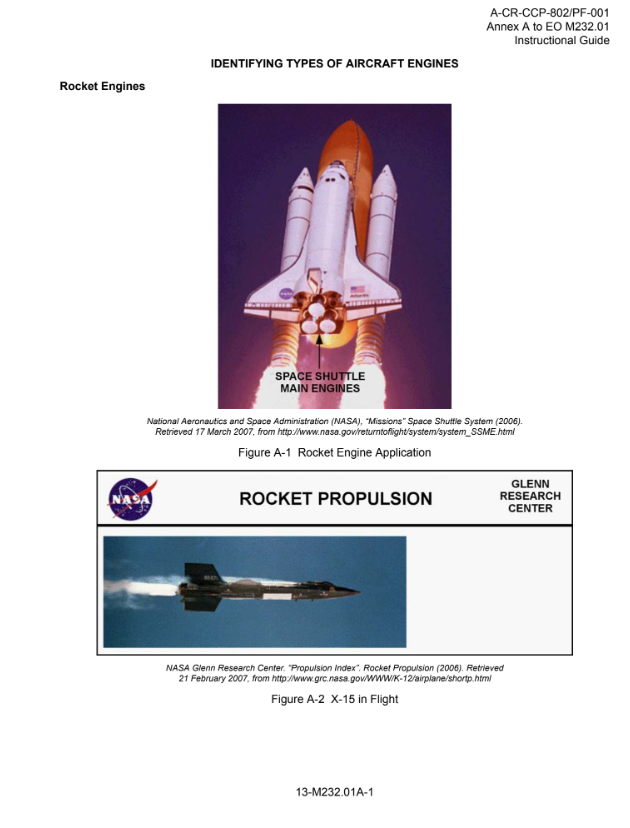 A-CR-CCP-802/PF-001
Annex A to EO M232.01
Instructional Guide
IDENTIFYING TYPES OF AIRCRAFT ENGINES
Rocket Engines
NASA
SPACE SHUTTLE
MAIN ENGINES
National Aeronautics and Space Administration (NASA), “Missions” Space Shuttle System (2006).
Retrieved 17 March 2007, from http://www.nasa.gov/returntoflight/system/system_SSME.html
Figure A-1 Rocket Engine Application
NASA
ROCKET PROPULSION
GLENN
RESEARCH
CENTER
NASA Glenn Research Center. “Propulsion Index”. Rocket Propulsion (2006). Retrieved
21 February 2007, from http://www.grc.nasa.gov/WWW/K-12/airplane/shortp.html
Figure A-2 X-15 in Flight
13-M232.01A-1